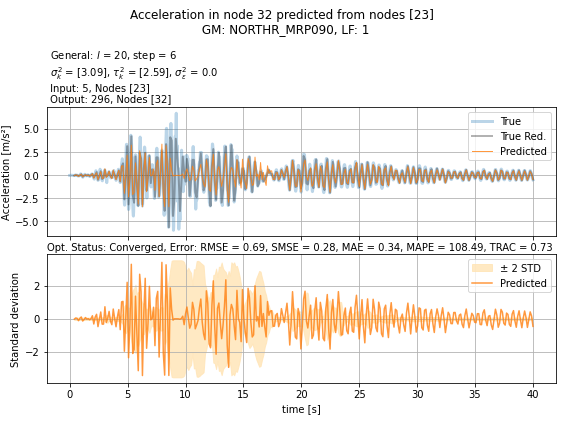 Acceleration in node 32 predicted from nodes [23]
GM: NORTHR_MRP090, LF: 1
General: l = 20, step = 6
σ²ₖ = [3.09], τ²ₖ = [2.59], σ²ε = 0.0
Input: 5, Nodes [23]
Output: 296, Nodes [32]
Acceleration [m/s²]
5.0
2.5
0.0
−2.5
−5.0
True
True Red.
Predicted
Opt. Status: Converged, Error: RMSE = 0.69, SMSE = 0.28, MAE = 0.34, MAPE = 108.49, TRAC = 0.73
Standard deviation
2
0
−2
± 2 STD
Predicted
0 5 10 15 20 25 30 35 40
time [s]